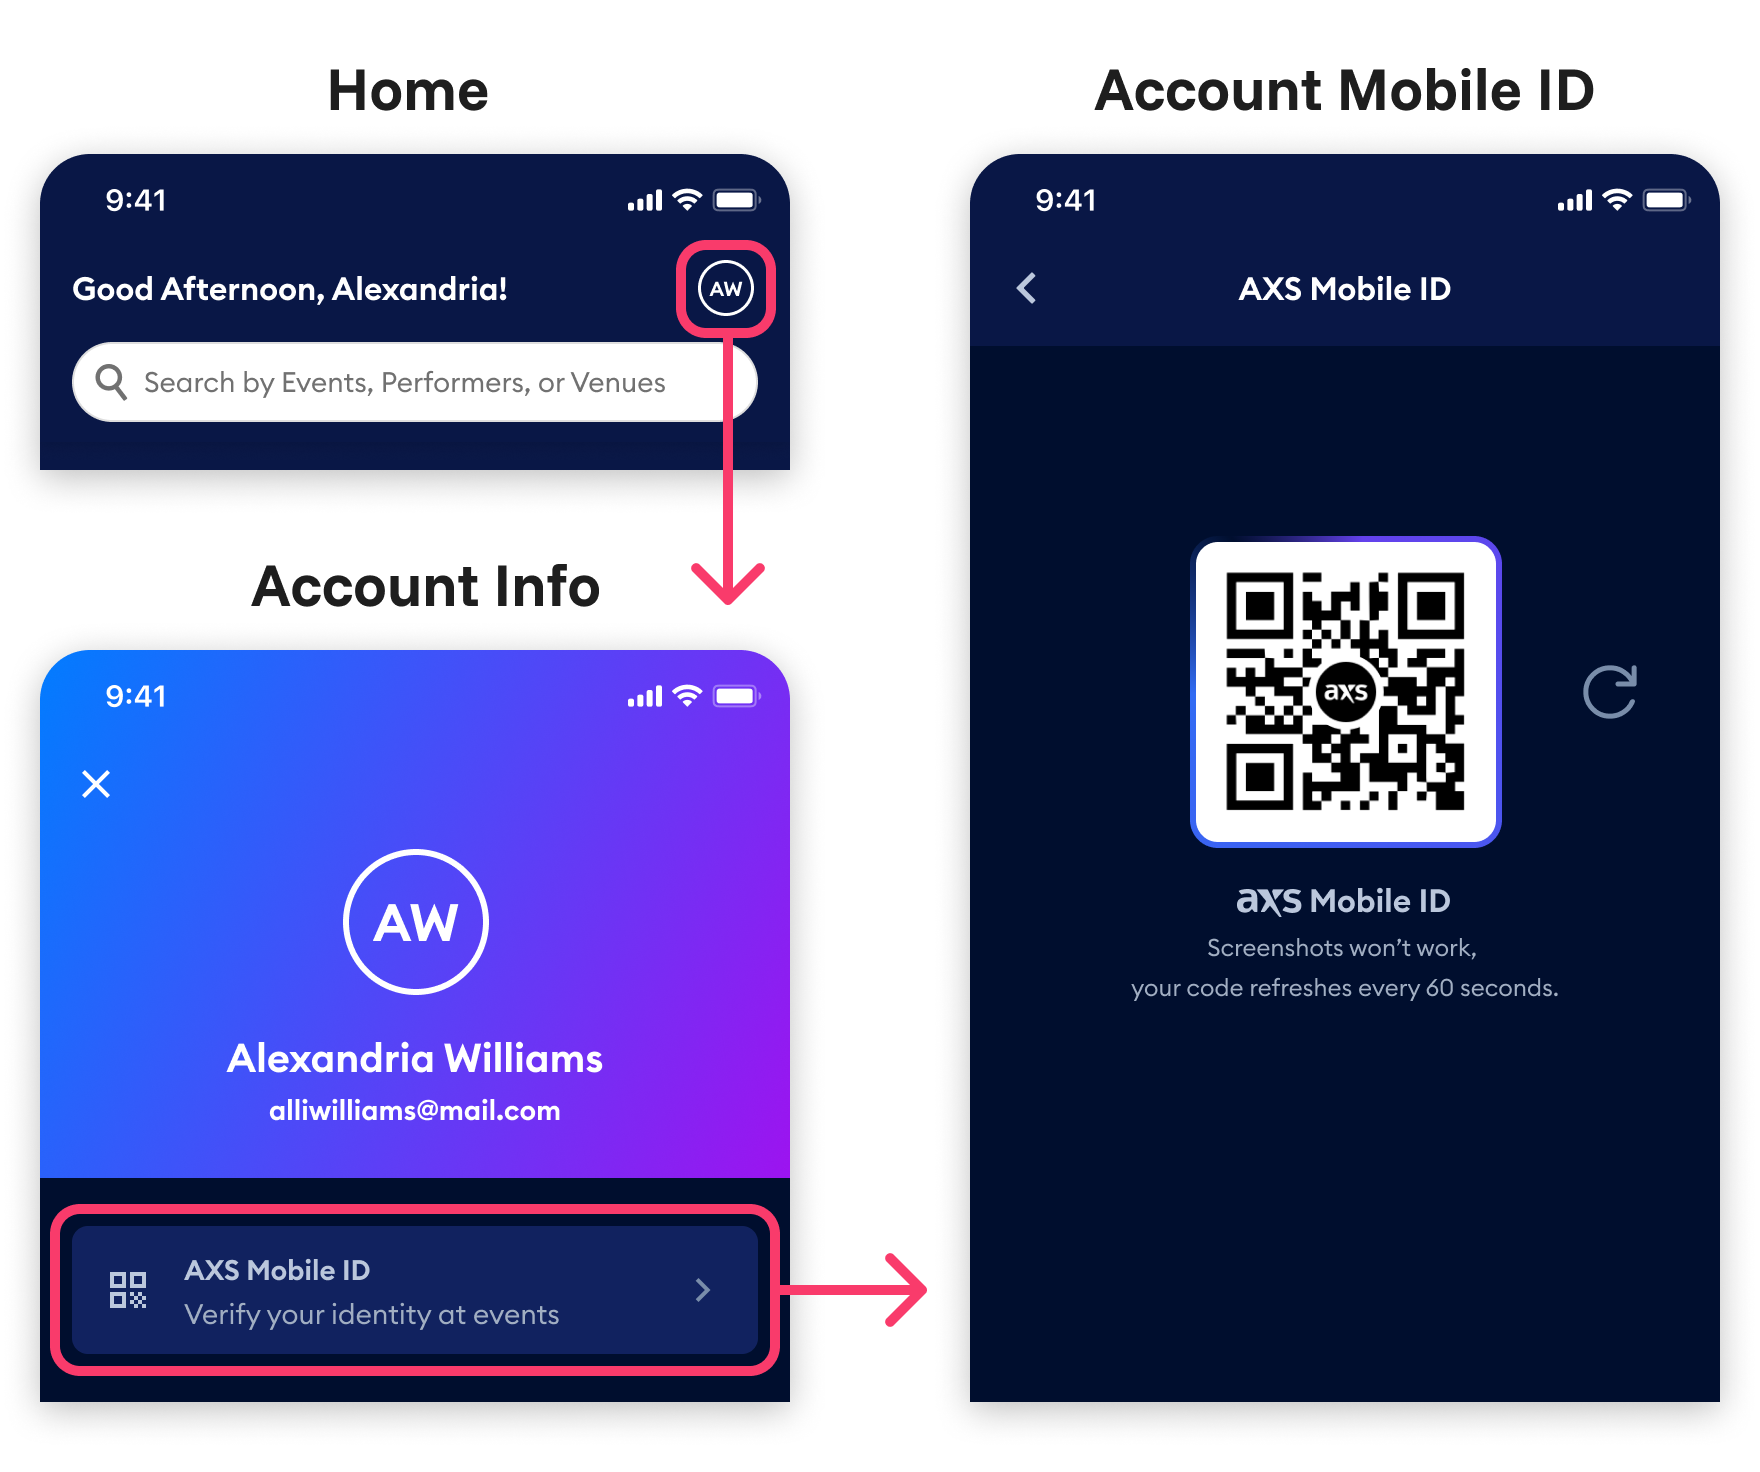 Home
9:41
Good Afternoon, Alexandria!
AW
Search by Events, Performers, or Venues
Account Info
9:41
AW
Alexandria Williams
alliwilliams@mail.com
AXS Mobile ID
Verify your identity at events
Account Mobile ID
9:41
AXS Mobile ID
axs
axs Mobile ID
Screenshots won’t work,
your code refreshes every 60 seconds.